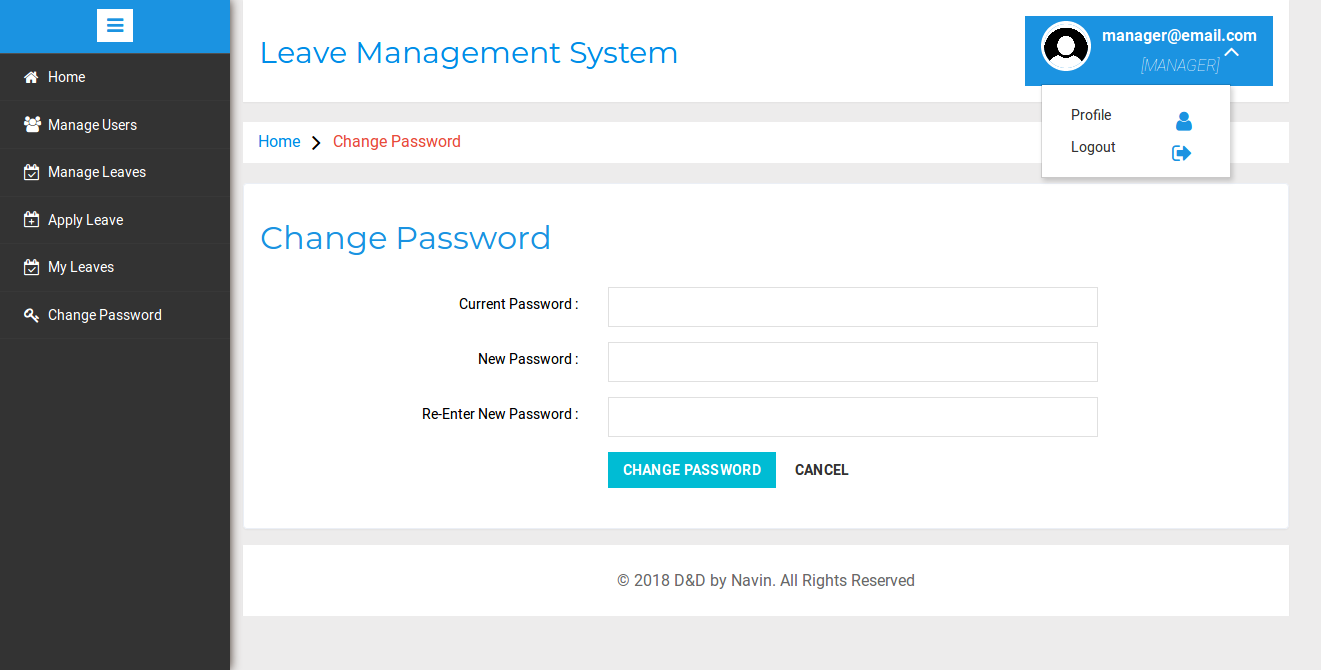 Leave Management System
manager@email.com
[MANAGER]
Profile
Logout
Home
Manage Users
Manage Leaves
Apply Leave
My Leaves
Change Password
Home Change Password
Change Password
Current Password :
New Password :
Re-Enter New Password :
CHANGE PASSWORD CANCEL
© 2018 D&D by Navin. All Rights Reserved